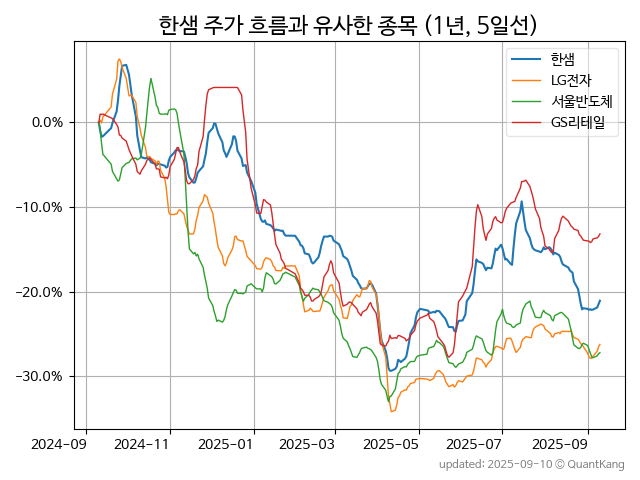 한샘 주가 흐름과 유사한 종목 (1년, 5일선)
한샘
LG전자
서울반도체
GS리테일
0.0%
−10.0%
−20.0%
−30.0%
2024-09 2024-11 2025-01 2025-03 2025-05 2025-07 2025-09
updated: 2025-09-10 © QuantKang